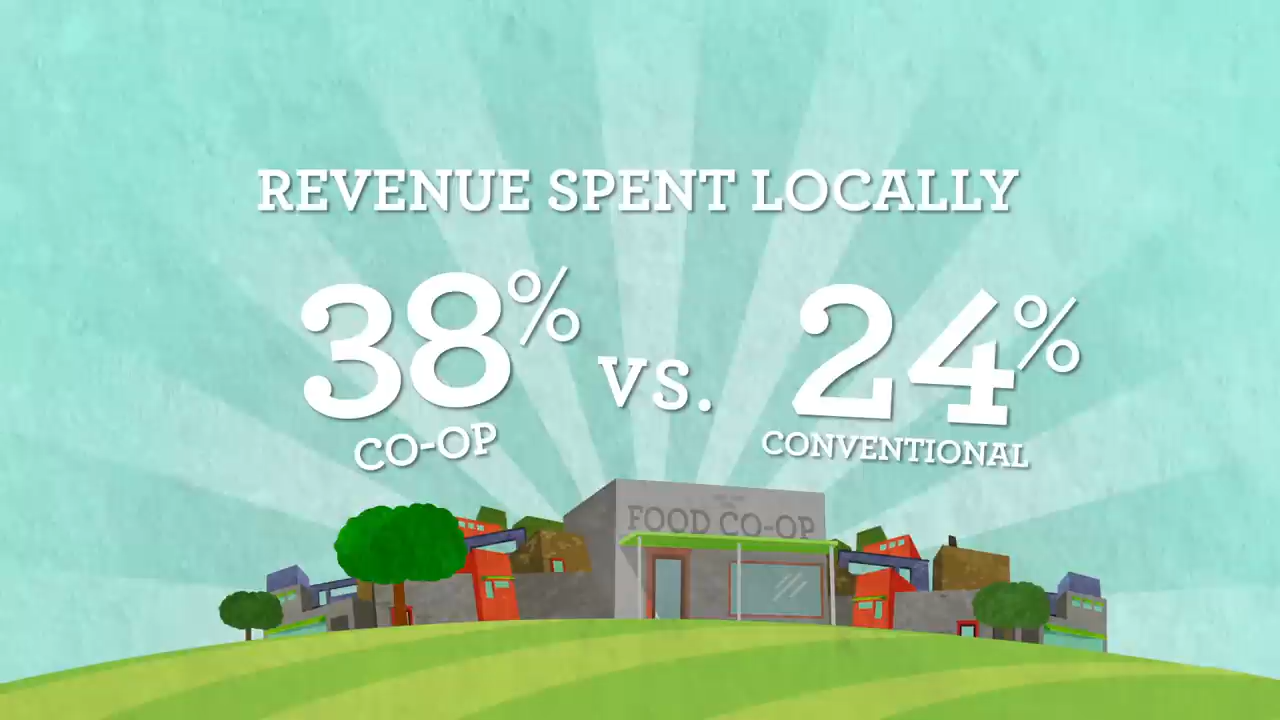 REVENUE SPENT LOCALLY
38% vs. 24%
CO-OP
CONVENTIONAL
FOOD CO-OP